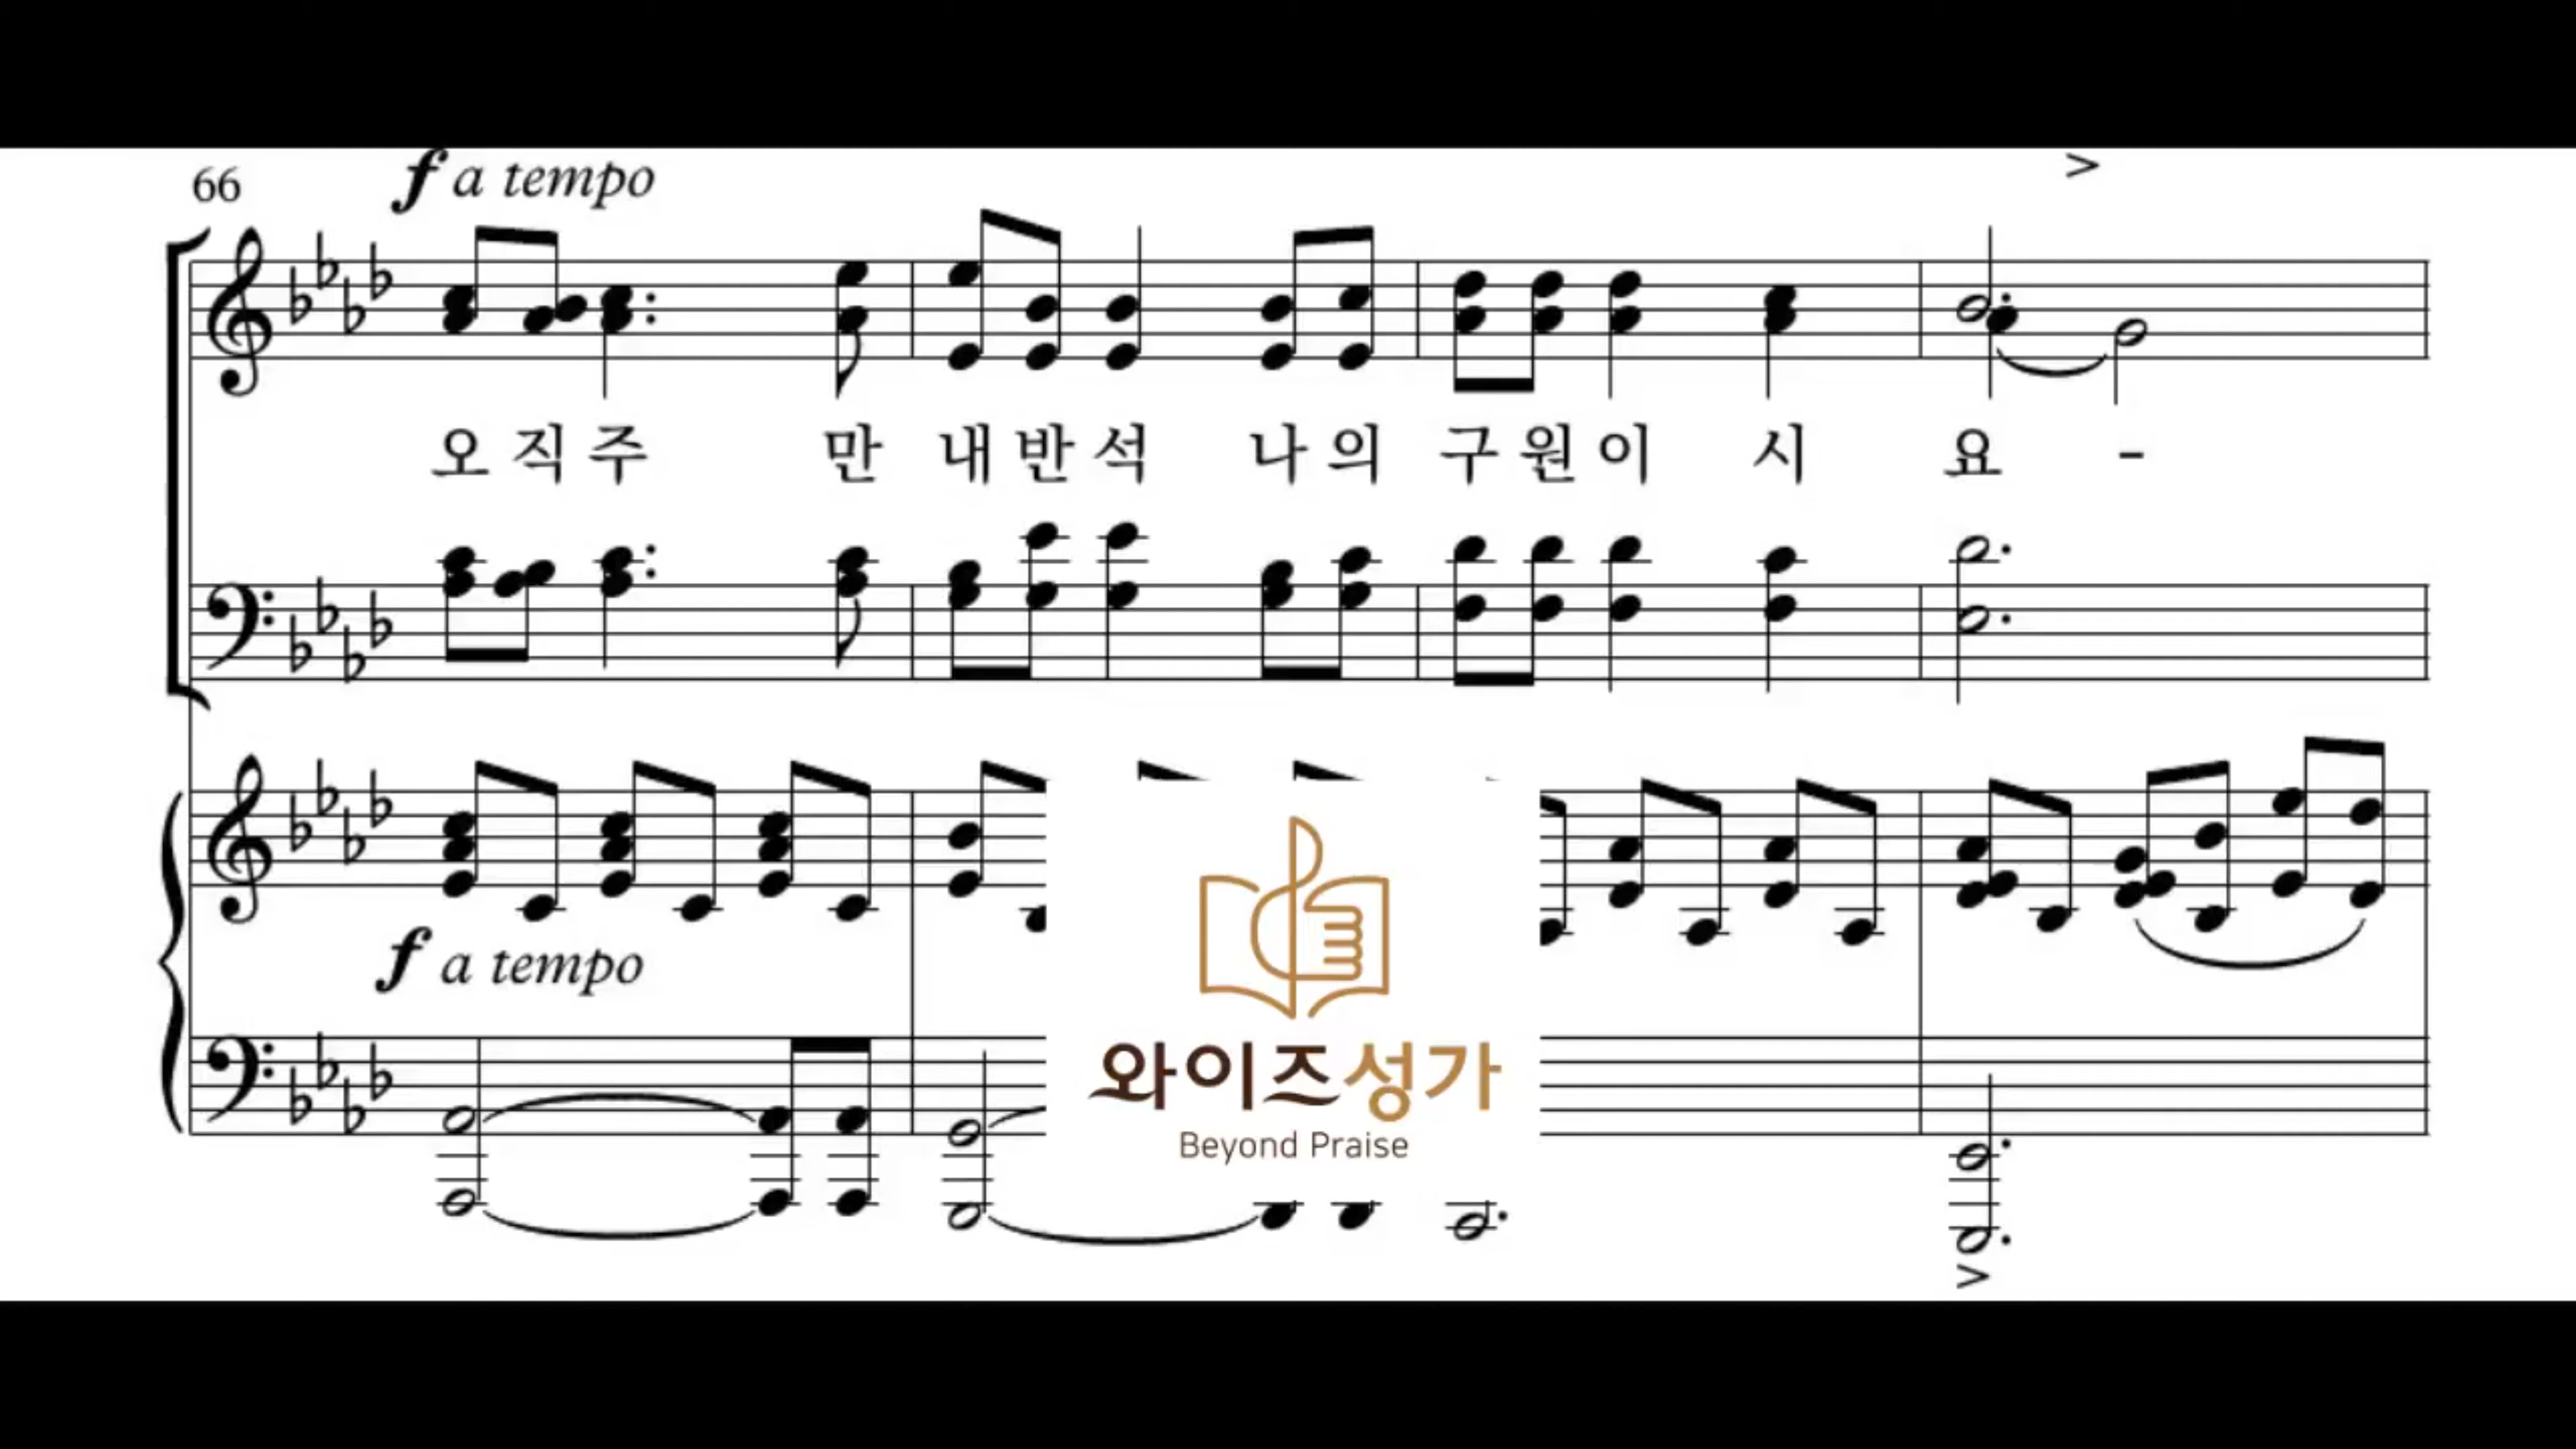 66
f a tempo
오 직 주 만 내 반 석 나 의 구 원 이 시 요 -
f a tempo
와이즈성가
Beyond Praise